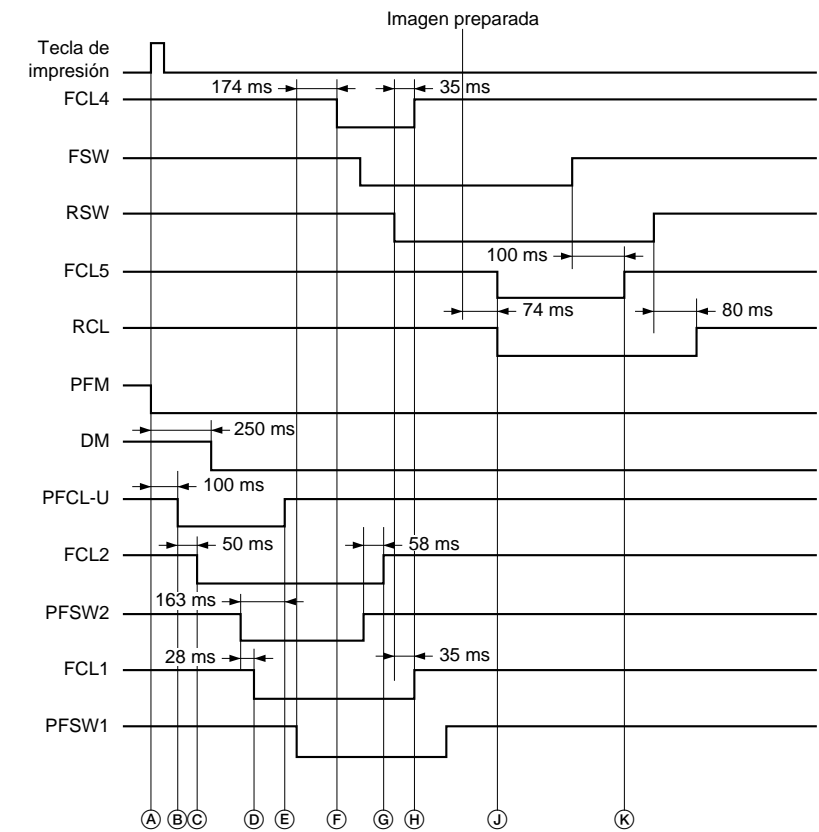 Imagen preparada
Tecla de
impresión
174 ms
35 ms
FCL4
FSW
RSW
100 ms
FCL5
74 ms
80 ms
RCL
PFM
250 ms
DM
100 ms
PFCL-U
50 ms
58 ms
FCL2
163 ms
PFSW2
28 ms
35 ms
FCL1
PFSW1
A B C D E F G H J K